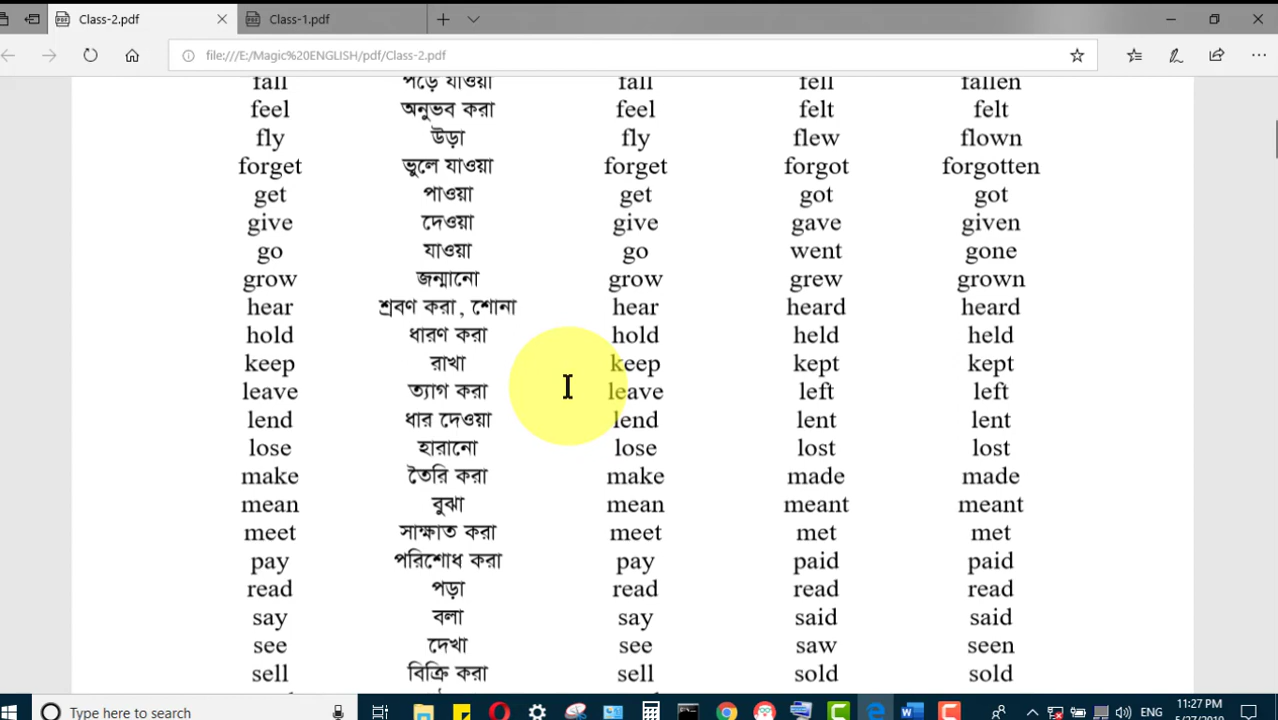 Class-2.pdf Class-1.pdf
file:///E:/Magic%20ENGLISH/pdf/Class-2.pdf
fall পড়ে যাওয়া fall fell fallen
feel অনুভব করা feel felt felt
fly উড়া fly flew flown
forget ভুলে যাওয়া forget forgot forgotten
get পাওয়া get got got
give দেওয়া give gave given
go যাওয়া go went gone
grow জন্মানো grow grew grown
hear শ্রবণ করা, শোনা hear heard heard
hold ধারণ করা hold held held
keep রাখা keep kept kept
leave ত্যাগ করা leave left left
lend ধার দেওয়া lend lent lent
lose হারানো lose lost lost
make তৈরি করা make made made
mean বুঝা mean meant meant
meet সাক্ষাত করা meet met met
pay পরিশোধ করা pay paid paid
read পড়া read read read
say বলা say said said
see দেখা see saw seen
sell বিক্রি করা sell sold sold
Type here to search ENG 11:27 PM